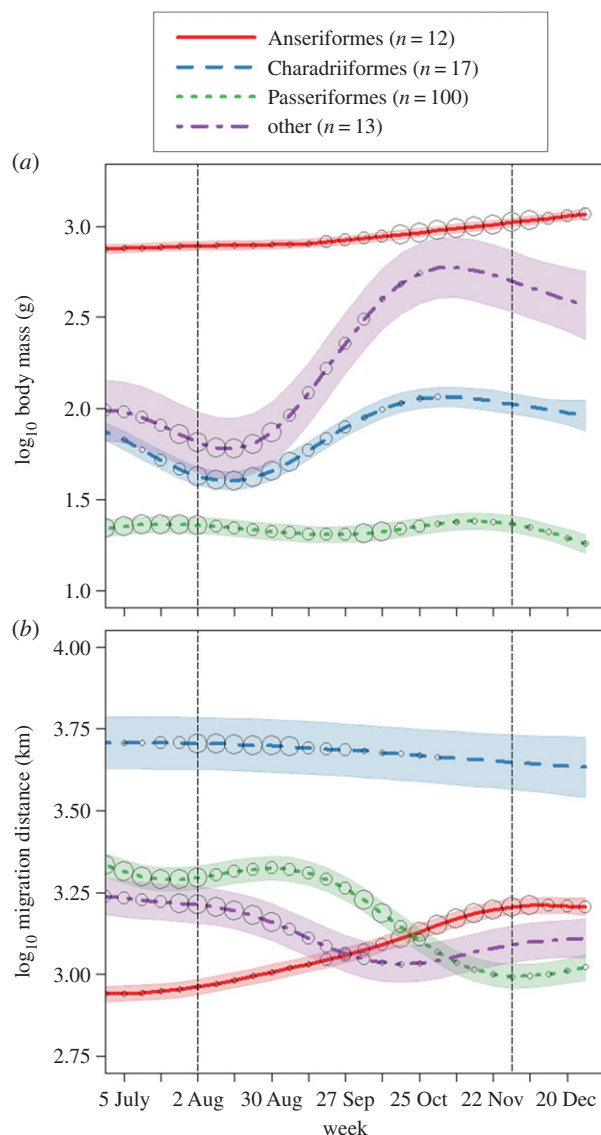 Anseriformes (n = 12)
Charadriiformes (n = 17)
Passeriformes (n = 100)
other (n = 13)
(a)
3.0
2.5
2.0
1.5
1.0
log10 body mass (g)
(b)
4.00
3.75
3.50
3.25
3.00
2.75
log10 migration distance (km)
5 July 2 Aug 30 Aug 27 Sep 25 Oct 22 Nov 20 Dec
week